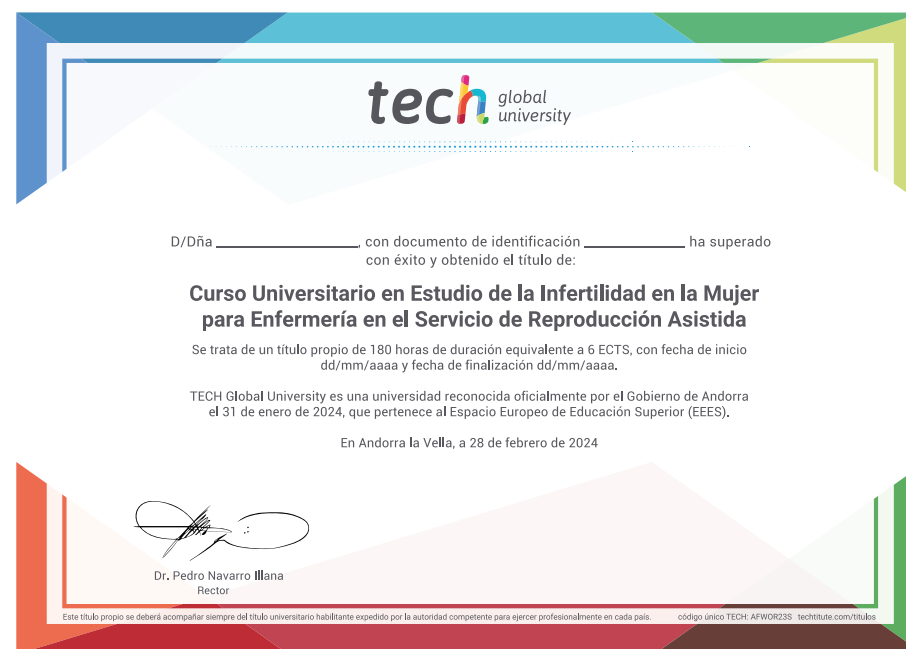 tech global
university
D/Dña ______________, con documento de identificación ______________ ha superado
con éxito y obtenido el título de:
Curso Universitario en Estudio de la Infertilidad en la Mujer
para Enfermería en el Servicio de Reproducción Asistida
Se trata de un título propio de 180 horas de duración equivalente a 6 ECTS, con fecha de inicio
dd/mm/aaaa y fecha de finalización dd/mm/aaaa.
TECH Global University es una universidad reconocida oficialmente por el Gobierno de Andorra
el 31 de enero de 2024, que pertenece al Espacio Europeo de Educación Superior (EEES).
En Andorra la Vella, a 28 de febrero de 2024
Dr. Pedro Navarro Illana
Rector
Este título propio se deberá acompañar siempre del título universitario habilitante expedido por la autoridad competente para ejercer profesionalmente en cada país. código único TECH: AFWOR23S techtitute.com/titulos